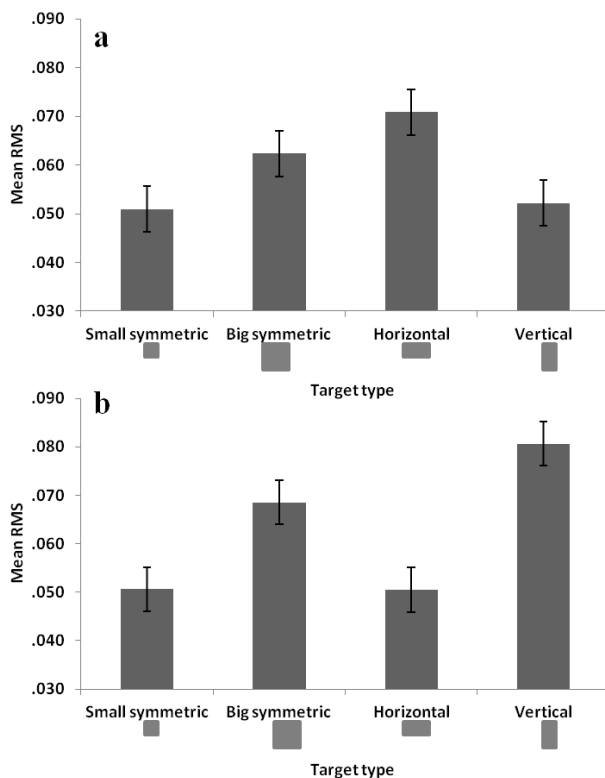 a
Mean RMS
.090
.080
.070
.060
.050
.040
.030
Small symmetric Big symmetric Horizontal Vertical
Target type
b
Mean RMS
.090
.080
.070
.060
.050
.040
.030
Small symmetric Big symmetric Horizontal Vertical
Target type